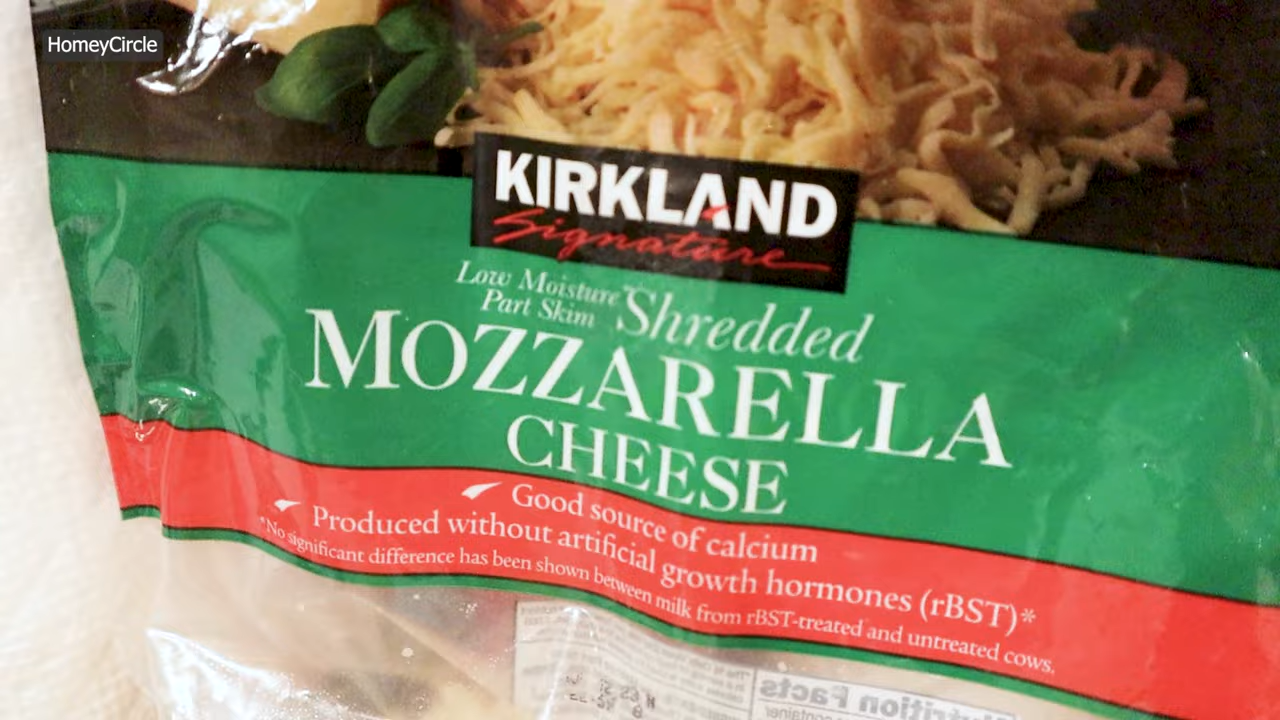 HomeyCircle
KIRKLAND
Signature
Low Moisture
Part Skim
Shredded
MOZZARELLA
CHEESE
Good source of calcium
Produced without artificial growth hormones (rBST)*
*No significant difference has been shown between milk from rBST-treated and untreated cows.
Nutrition Facts
container